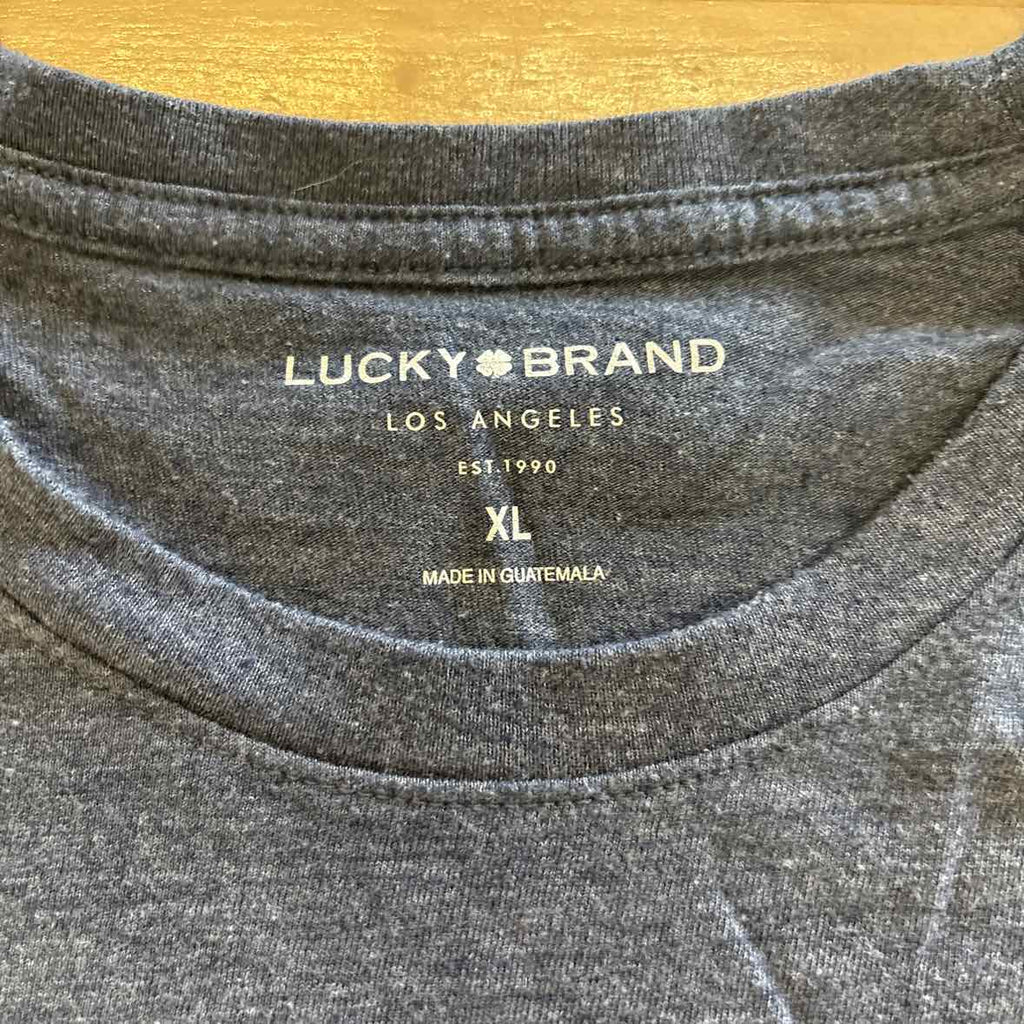 LUCKY BRAND
LOS ANGELES
EST.1990
XL
MADE IN GUATEMALA